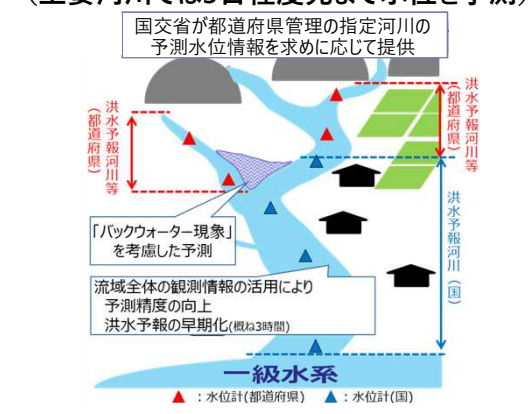 (主要河川では3日程度先まで水位を予測)
国交省が都道府県管理の指定河川の
予測水位情報を求めに応じて提供
洪水予報河川等
(都道府県)
洪水予報河川等
(都道府県)
洪水予報河川(国)
「バックウォーター現象」
を考慮した予測
流域全体の観測情報の活用により
予測精度の向上
洪水予報の早期化(概ね3時間)
一級水系
▲:水位計(都道府県) ▲:水位計(国)